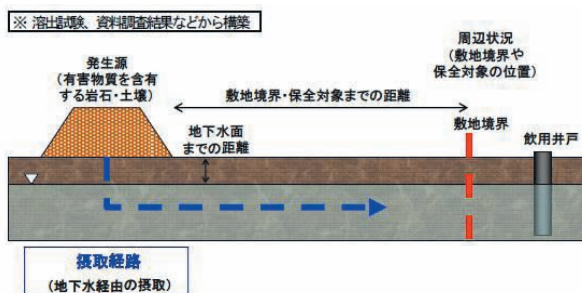 ※ 溶出試験、資料調査結果などから構築
発生源
(有害物質を含有
する岩石・土壌)
周辺状況
(敷地境界や
保全対象の位置)
敷地境界・保全対象までの距離
地下水面
までの距離
敷地境界
飲用井戸
摂取経路
(地下水経由の摂取)